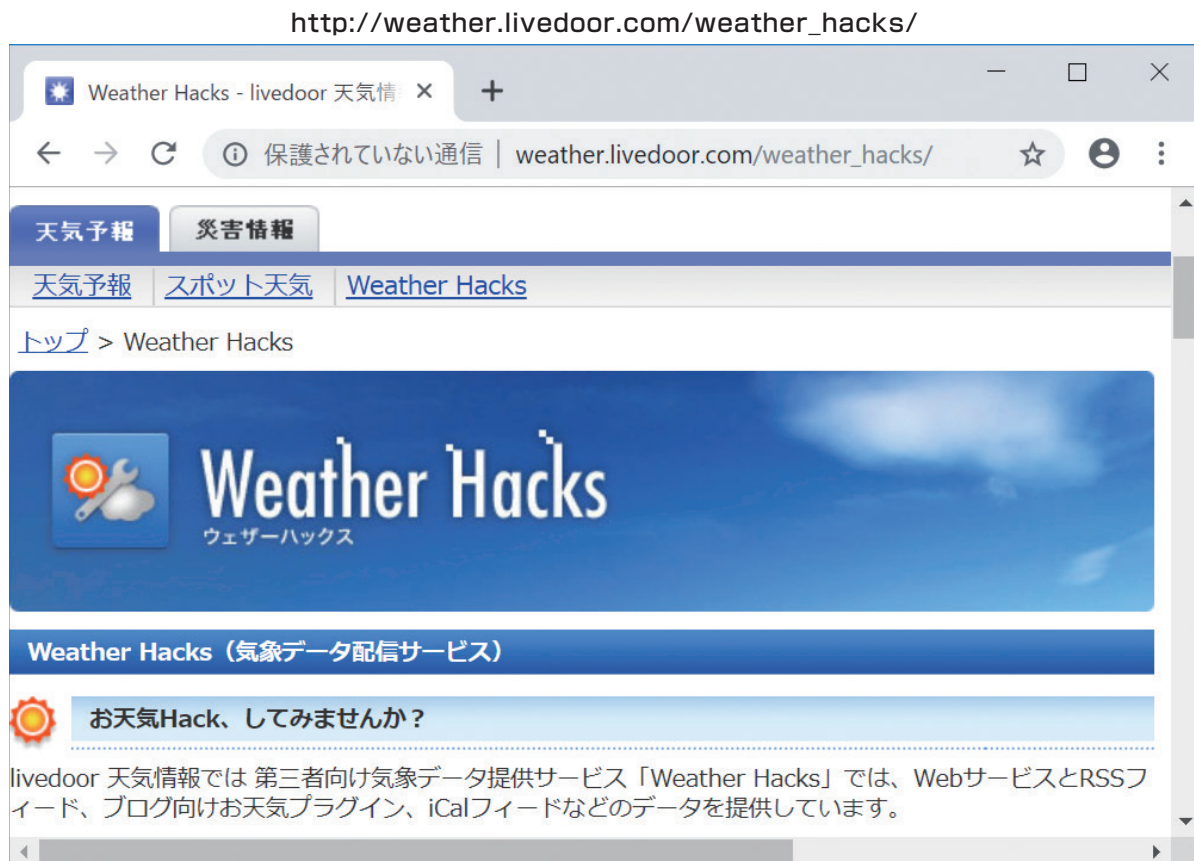 http://weather.livedoor.com/weather_hacks/
Weather Hacks - livedoor 天気情
保護されていない通信 | weather.livedoor.com/weather_hacks/
天気予報 災害情報
天気予報 スポット天気 Weather Hacks
トップ > Weather Hacks
Weather Hacks
ウェザーハックス
Weather Hacks（気象データ配信サービス）
お天気Hack、してみませんか？
livedoor 天気情報では 第三者向け気象データ提供サービス「Weather Hacks」では、WebサービスとRSSフ
ィード、ブログ向けお天気プラグイン、iCalフィードなどのデータを提供しています。